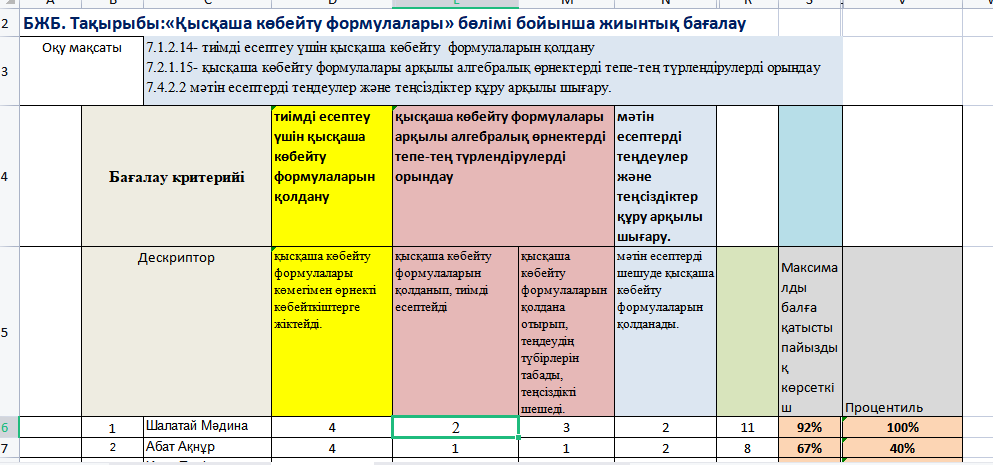 A B C D E M N R S V
2 БЖБ. Тақырыбы:«Қысқаша көбейту формулалары» бөлімі бойынша жиынтық бағалау
3 Оқу мақсаты
7.1.2.14- тиімді есептеу үшін қысқаша көбейту формулаларын қолдану
7.2.1.15- қысқаша көбейту формулалары арқылы алгебралық өрнектерді тепе-тең түрлендірулерді орындау
7.4.2.2 мәтін есептерді теңдеулер және теңсіздіктер құру арқылы шығару.
4 Бағалау критерийі
тиімді есептеу
үшін қысқаша
көбейту
формулаларын
қолдану
қысқаша көбейту формулалары
арқылы алгебралық өрнектерді
тепе-тең түрлендірулерді
орындау
мәтін
есептерді
теңдеулер
және
теңсіздіктер
құру арқылы
шығару.
5 Дескриптор
қысқаша көбейту
формулалары
көмегімен өрнекті
көбейткіштерге
жіктейді.
қысқаша көбейту
формулаларын
қолданып, тиімді
есептейді
қысқаша
көбейту
формулаларын
қолдана
отырып,
теңдеудің
түбірлерін
табады,
теңсіздікті
шешеді.
мәтін есептерді
шешуде қысқаша
көбейту
формулаларын
қолданады.
Максима
лды
балға
қатысты
пайызды
қ
көрсеткі
ш
Процентиль
6 1 Шалатай Мәдина 4 2 3 2 11 92% 100%
7 2 Абат Ақнұр 4 1 1 2 8 67% 40%